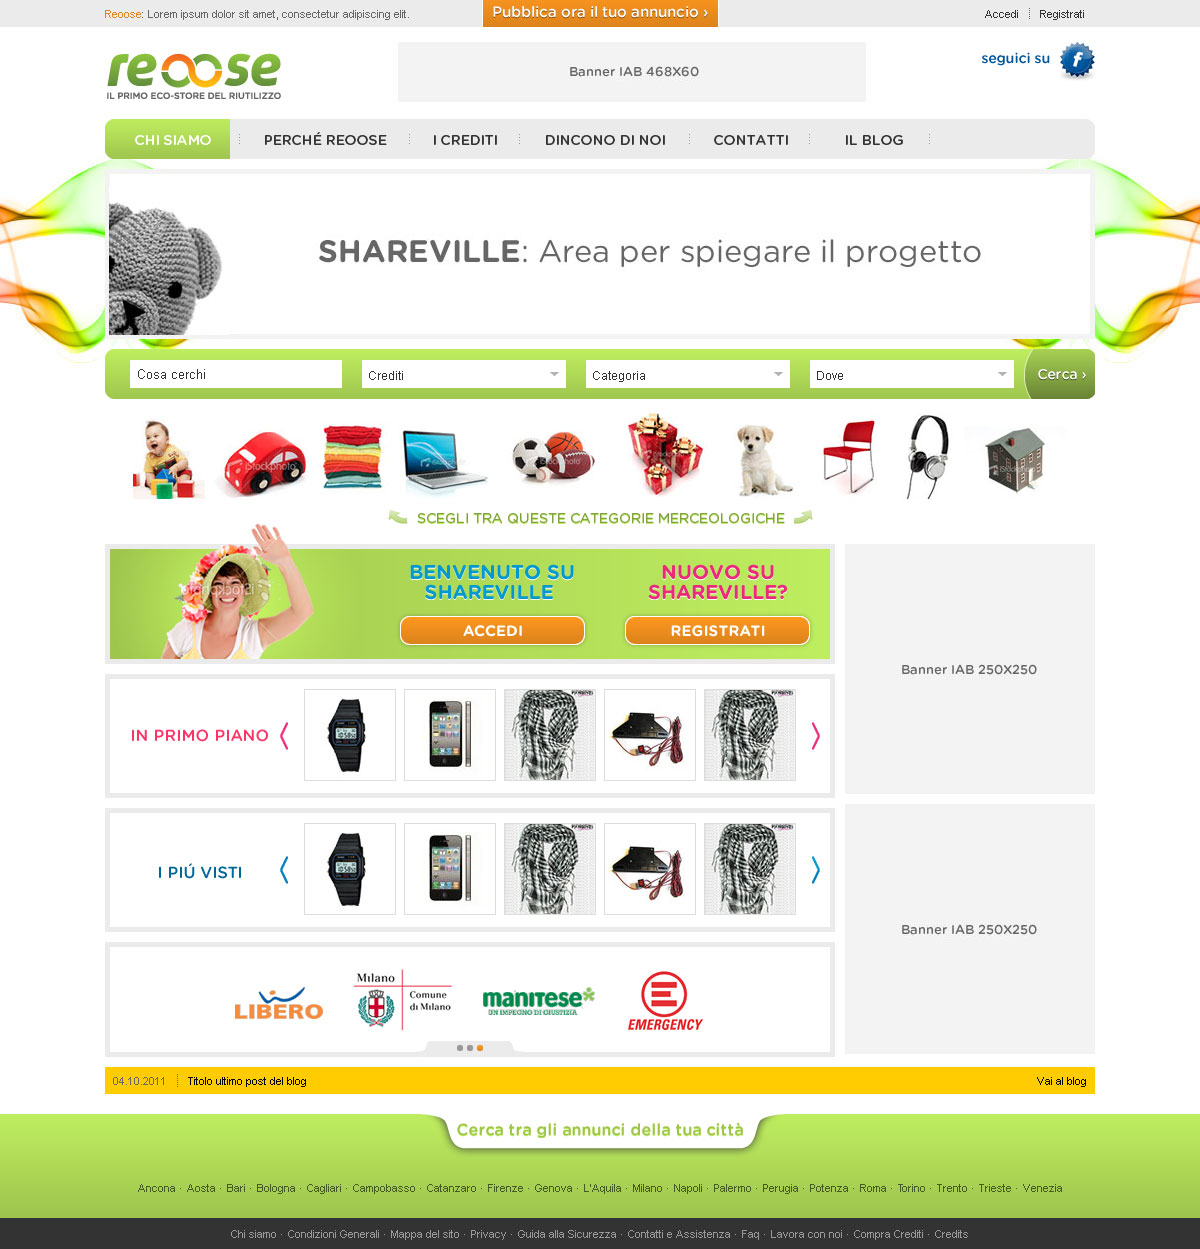 Reoose: Lorem ipsum dolor sit amet, consectetur adipiscing elit.
Pubblica ora il tuo annuncio ›
Accedi
Registrati
reoose
IL PRIMO ECO-STORE DEL RIUTILIZZO
Banner IAB 468X60
seguici su
f
CHI SIAMO
PERCHÉ REOOSE
I CREDITI
DINCONO DI NOI
CONTATTI
IL BLOG
SHAREVILLE: Area per spiegare il progetto
Cosa cerchi
Crediti
Categoria
Dove
Cerca ›
iStockphoto
SCEGLI TRA QUESTE CATEGORIE MERCEOLOGICHE
BENVENUTO SU
SHAREVILLE
ACCEDI
NUOVO SU
SHAREVILLE?
REGISTRATI
Banner IAB 250X250
IN PRIMO PIANO
I PIÚ VISTI
Banner IAB 250X250
LIBERO
Milano
Comune
di Milano
MANITESE
UN IMPEGNO DI GIUSTIZIA
E
EMERGENCY
04.10.2011
Titolo ultimo post del blog
Vai al blog
Cerca tra gli annunci della tua città
Ancona · Aosta · Bari · Bologna · Cagliari · Campobasso · Catanzaro · Firenze · Genova · L'Aquila · Milano · Napoli · Palermo · Perugia · Potenza · Roma · Torino · Trento · Trieste · Venezia
Chi siamo · Condizioni Generali · Mappa del sito · Privacy · Guida alla Sicurezza · Contatti e Assistenza · Faq · Lavora con noi · Compra Crediti · Credits